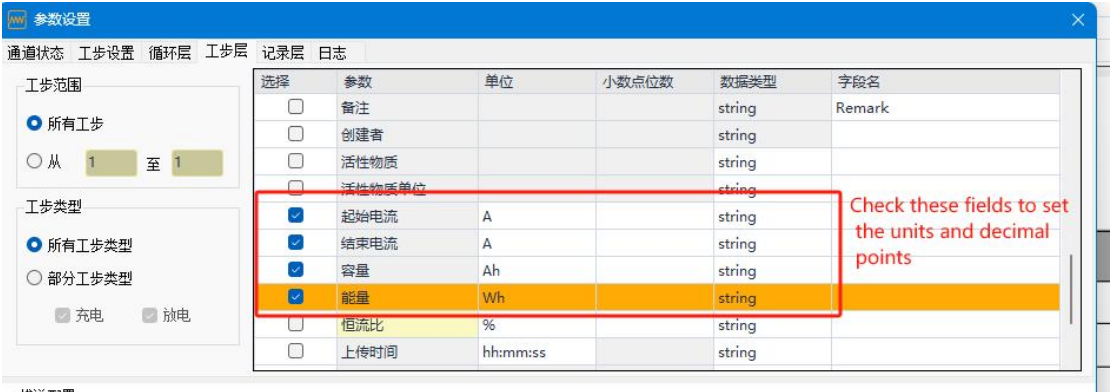 参数设置
通道状态 工步设置 循环层 工步层 记录层 日志
工步范围
所有工步
从 1 至 1
工步类型
所有工步类型
部分工步类型
充电 放电
选择 参数 单位 小数点位数 数据类型 字段名
备注 string Remark
创建者 string
活性物质 string
活性物质单位 string
起始电流 A string
结束电流 A string
容量 Ah string
能量 Wh string
恒流比 % string
上传时间 hh:mm:ss string
Check these fields to set
the units and decimal
points